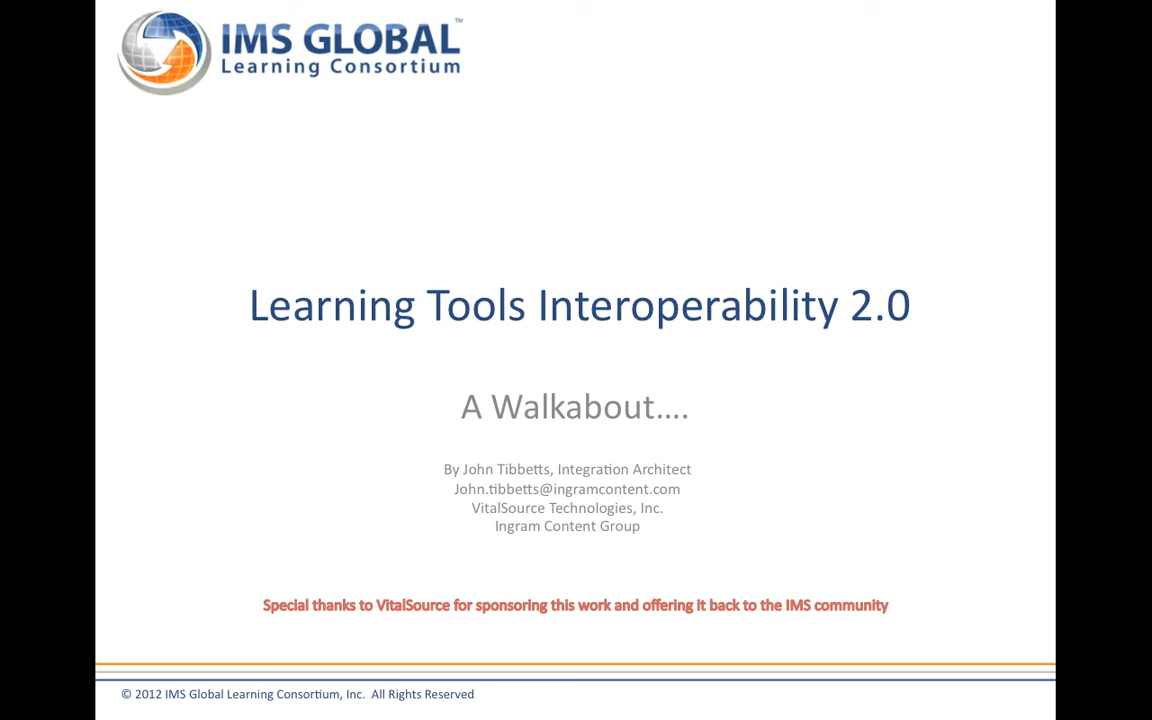 IMS GLOBAL™
Learning Consortium
Learning Tools Interoperability 2.0
A Walkabout....
By John Tibbetts, Integration Architect
John.tibbetts@ingramcontent.com
VitalSource Technologies, Inc.
Ingram Content Group
Special thanks to VitalSource for sponsoring this work and offering it back to the IMS community
© 2012 IMS Global Learning Consortium, Inc.  All Rights Reserved